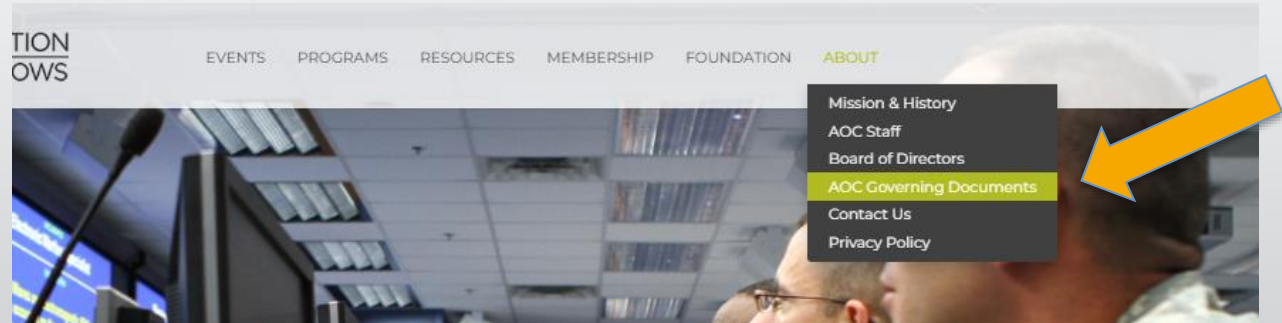 TION
OWS
EVENTS PROGRAMS RESOURCES MEMBERSHIP FOUNDATION ABOUT
Mission & History
AOC Staff
Board of Directors
AOC Governing Documents
Contact Us
Privacy Policy